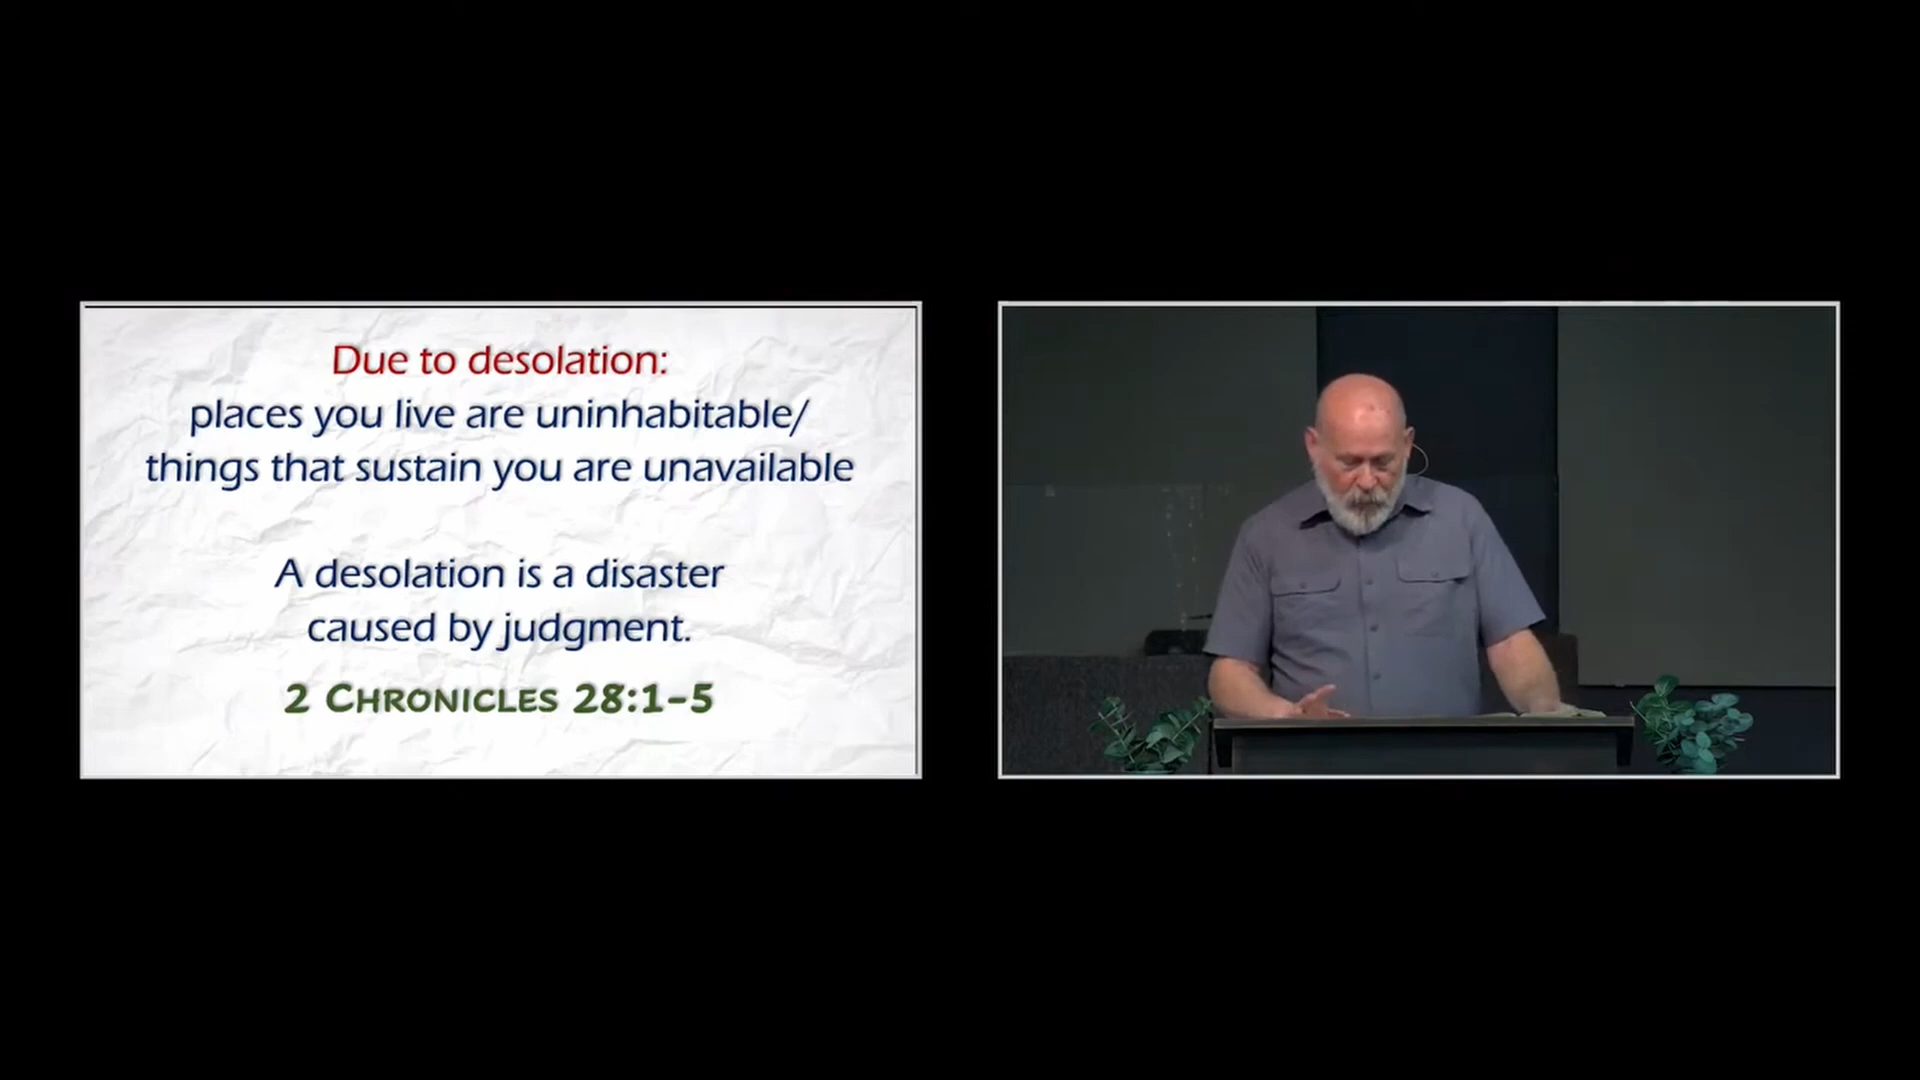 Due to desolation:
places you live are uninhabitable/
things that sustain you are unavailable
A desolation is a disaster
caused by judgment.
2 CHRONICLES 28:1-5